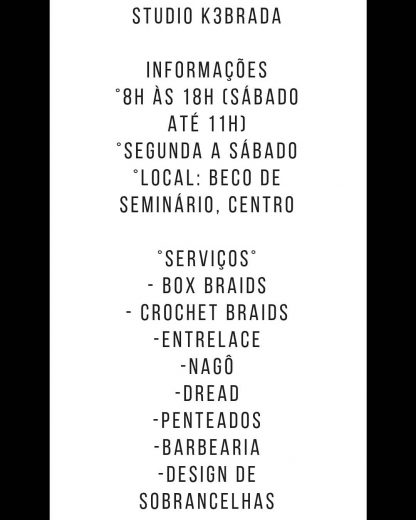 STUDIO K3BRADA
INFORMAÇÕES
°8H ÀS 18H (SÁBADO
ATÉ 11H)
°SEGUNDA A SÁBADO
°LOCAL: BECO DE
SEMINÁRIO, CENTRO
°SERVIÇOS°
- BOX BRAIDS
- CROCHET BRAIDS
-ENTRELACE
-NAGÔ
-DREAD
-PENTEADOS
-BARBEARIA
-DESIGN DE
SOBRANCELHAS